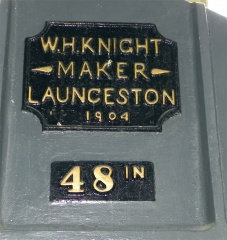 W.H.KNIGHT
MAKER
LAUNCESTON
1904
48 IN